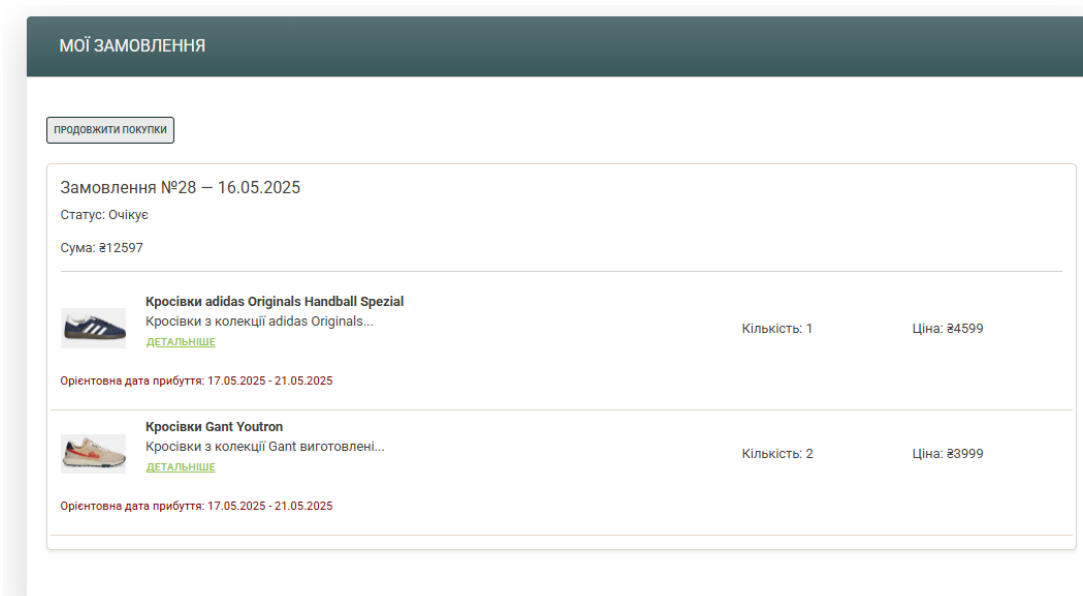 МОЇ ЗАМОВЛЕННЯ
ПРОДОВЖИТИ ПОКУПКИ
Замовлення №28 — 16.05.2025
Статус: Очікує
Сума: ₴12597
Кросівки adidas Originals Handball Spezial
Кросівки з колекції adidas Originals...
ДЕТАЛЬНІШЕ
Кількість: 1
Ціна: ₴4599
Орієнтовна дата прибуття: 17.05.2025 - 21.05.2025
Кросівки Gant Youtron
Кросівки з колекції Gant виготовлені...
ДЕТАЛЬНІШЕ
Кількість: 2
Ціна: ₴3999
Орієнтовна дата прибуття: 17.05.2025 - 21.05.2025